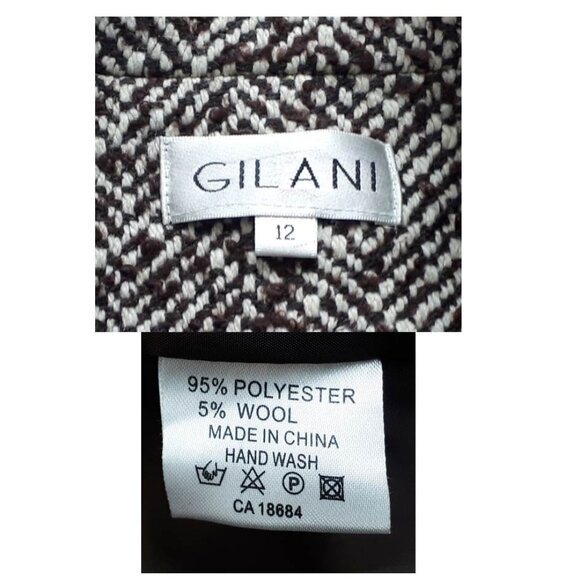 GILANI
12
95% POLYESTER
5% WOOL
MADE IN CHINA
HAND WASH
P
CA 18684